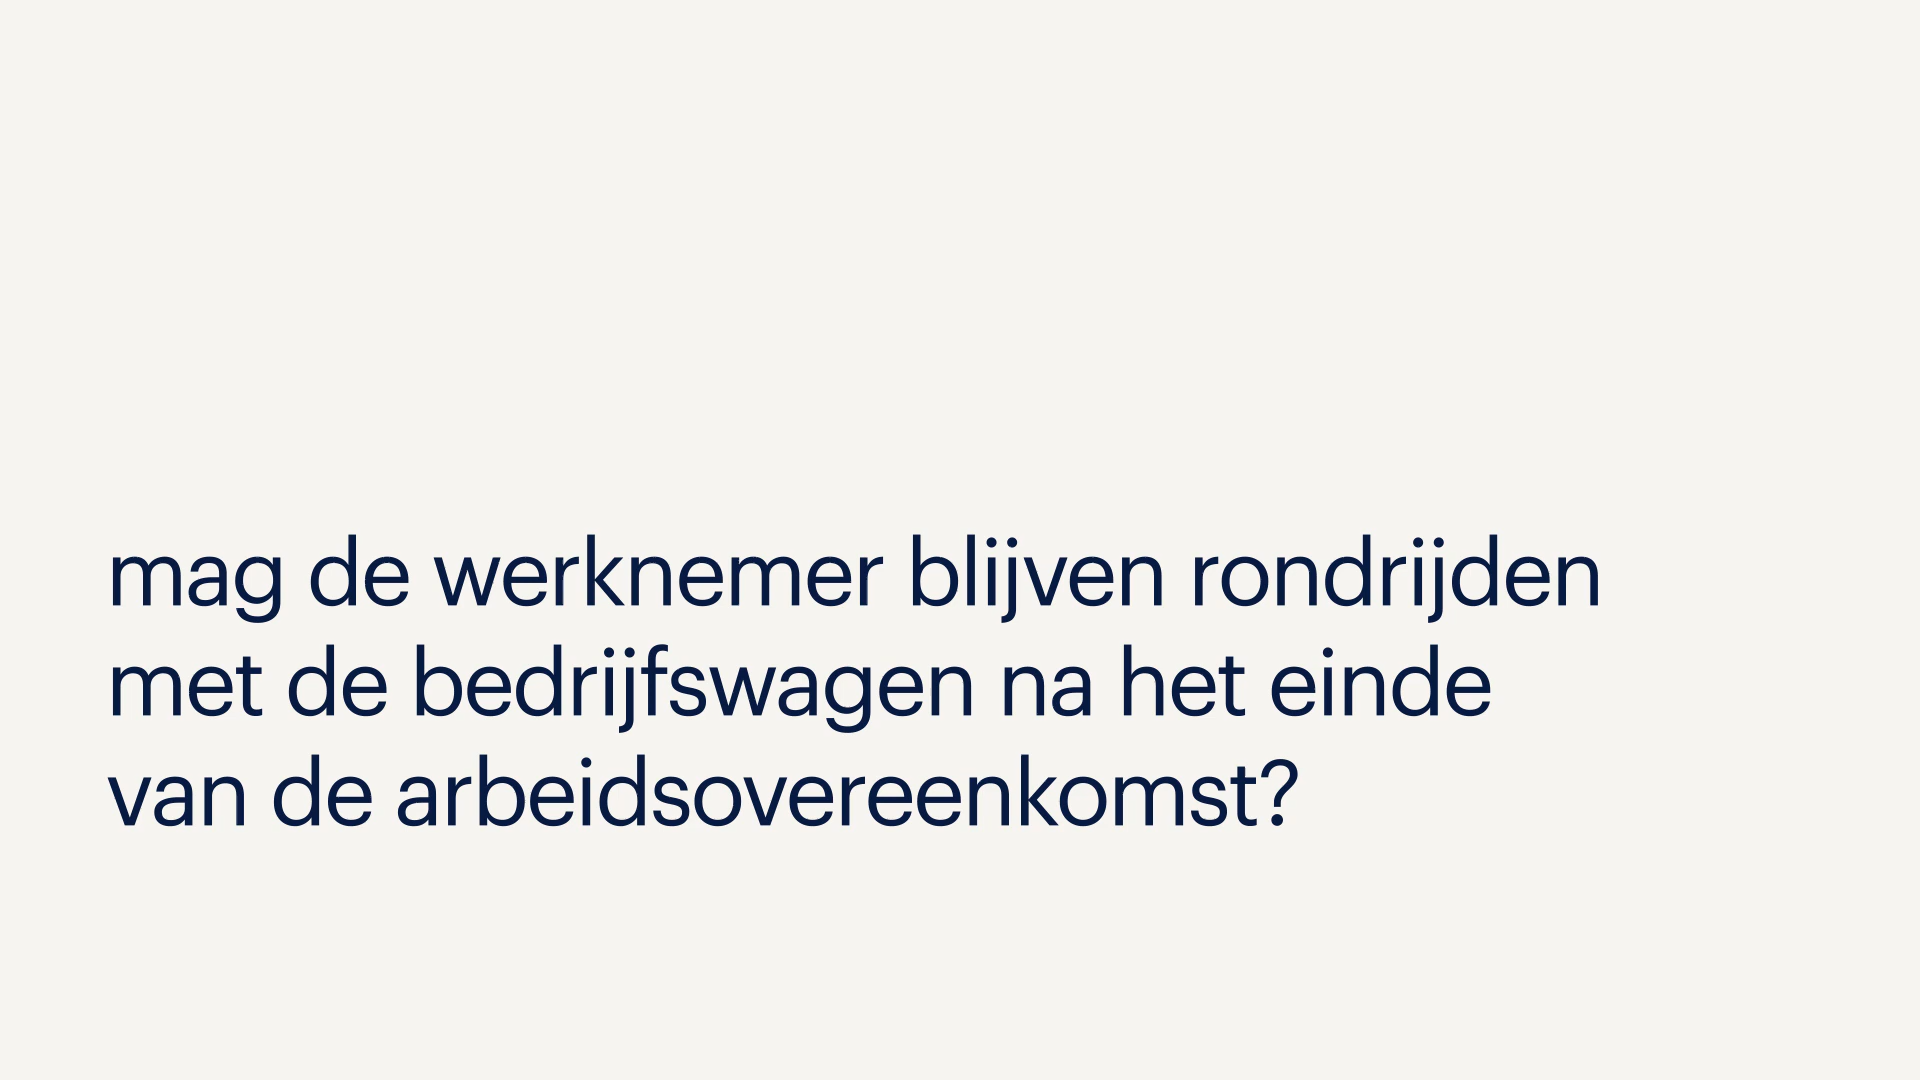 mag de werknemer blijven rondrijden
met de bedrijfswagen na het einde
van de arbeidsovereenkomst?